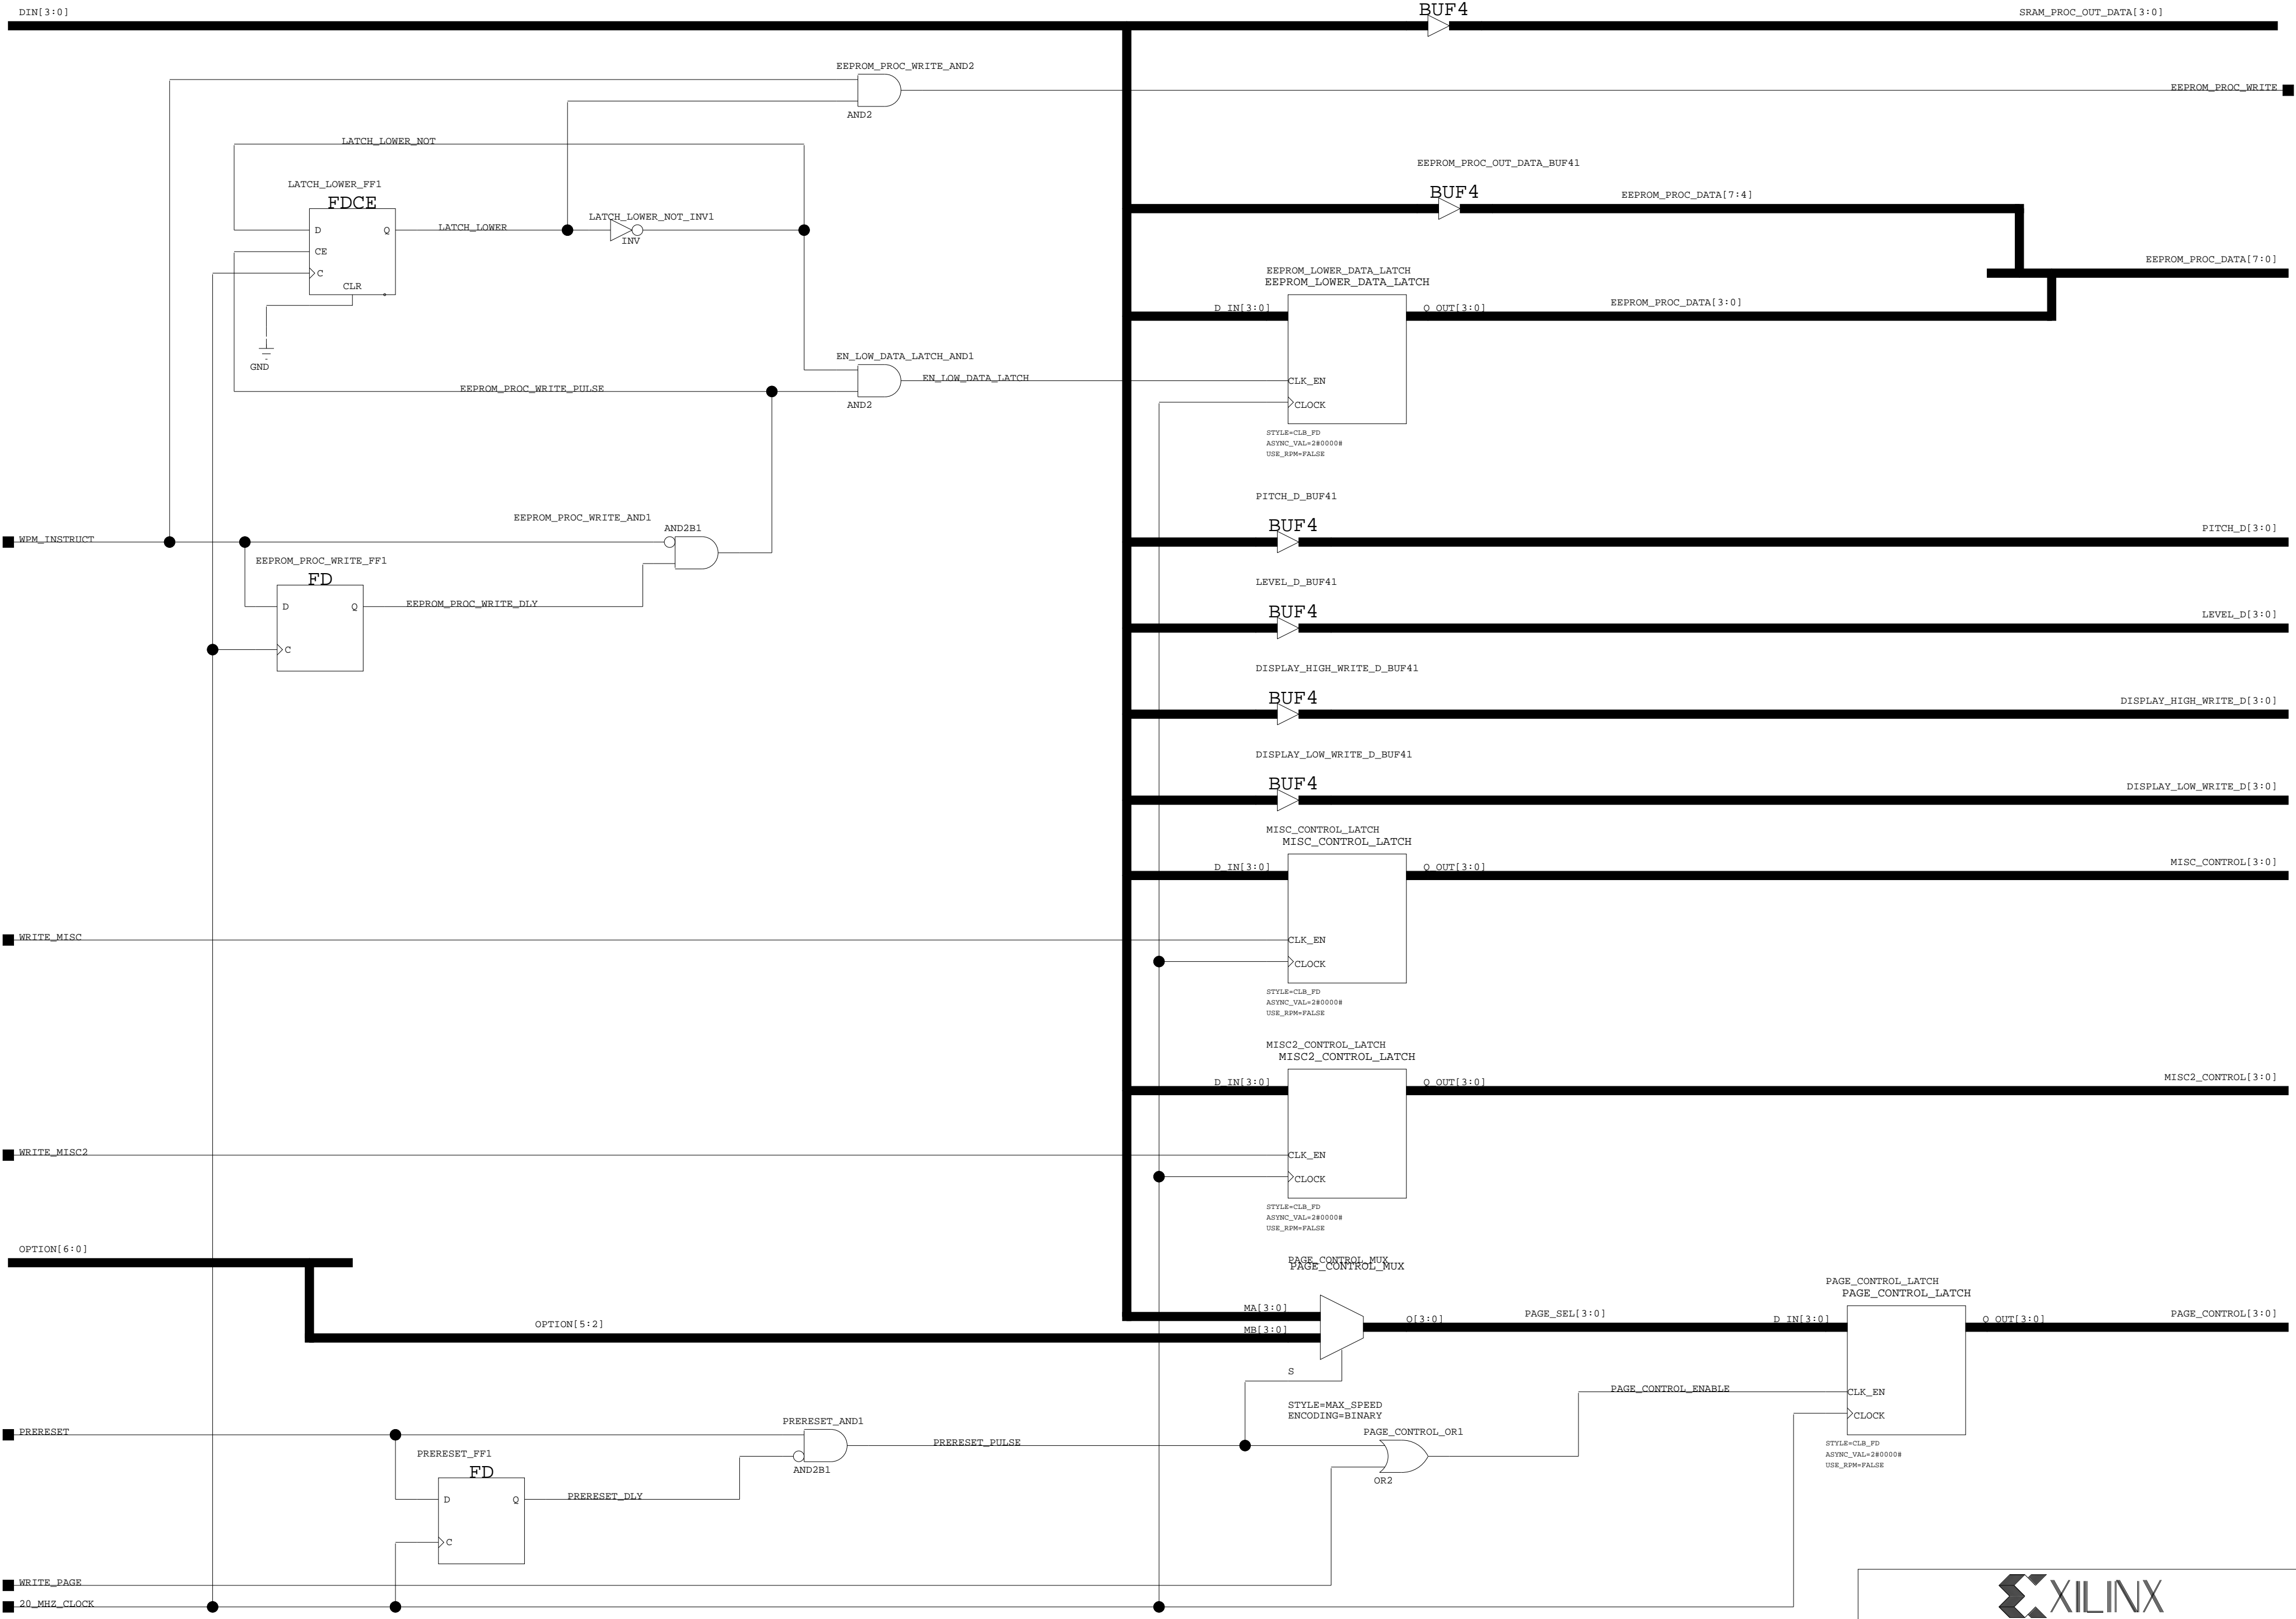 DIN[3:0]
BUF4
SRAM_PROC_OUT_DATA[3:0]
EEPROM_PROC_WRITE_AND2
AND2
EEPROM_PROC_WRITE
LATCH_LOWER_NOT
EEPROM_PROC_OUT_DATA_BUF41
BUF4
EEPROM_PROC_DATA[7:4]
LATCH_LOWER_FF1
FDCE
D
Q
CE
C
CLR
GND
LATCH_LOWER
LATCH_LOWER_NOT_INV1
INV
EEPROM_PROC_DATA[7:0]
EEPROM_LOWER_DATA_LATCH
EEPROM_LOWER_DATA_LATCH
D_IN[3:0]
Q_OUT[3:0]
EEPROM_PROC_DATA[3:0]
CLK_EN
CLOCK
STYLE=CLB_FD
ASYNC_VAL=2#0000#
USE_RPM=FALSE
EN_LOW_DATA_LATCH_AND1
EN_LOW_DATA_LATCH
AND2
EEPROM_PROC_WRITE_PULSE
WPM_INSTRUCT
EEPROM_PROC_WRITE_AND1
AND2B1
EEPROM_PROC_WRITE_FF1
FD
D
Q
C
EEPROM_PROC_WRITE_DLY
PITCH_D_BUF41
BUF4
PITCH_D[3:0]
LEVEL_D_BUF41
BUF4
LEVEL_D[3:0]
DISPLAY_HIGH_WRITE_D_BUF41
BUF4
DISPLAY_HIGH_WRITE_D[3:0]
DISPLAY_LOW_WRITE_D_BUF41
BUF4
DISPLAY_LOW_WRITE_D[3:0]
MISC_CONTROL_LATCH
MISC_CONTROL_LATCH
D_IN[3:0]
Q_OUT[3:0]
MISC_CONTROL[3:0]
WRITE_MISC
CLK_EN
CLOCK
STYLE=CLB_FD
ASYNC_VAL=2#0000#
USE_RPM=FALSE
MISC2_CONTROL_LATCH
MISC2_CONTROL_LATCH
D_IN[3:0]
Q_OUT[3:0]
MISC2_CONTROL[3:0]
WRITE_MISC2
CLK_EN
CLOCK
STYLE=CLB_FD
ASYNC_VAL=2#0000#
USE_RPM=FALSE
OPTION[6:0]
OPTION[5:2]
PAGE_CONTROL_MUX
PAGE_CONTROL_MUX
MA[3:0]
MB[3:0]
O[3:0]
S
STYLE=MAX_SPEED
ENCODING=BINARY
PAGE_SEL[3:0]
PAGE_CONTROL_LATCH
PAGE_CONTROL_LATCH
D_IN[3:0]
Q_OUT[3:0]
PAGE_CONTROL[3:0]
CLK_EN
CLOCK
STYLE=CLB_FD
ASYNC_VAL=2#0000#
USE_RPM=FALSE
PAGE_CONTROL_ENABLE
PRERESET
PRERESET_AND1
AND2B1
PRERESET_PULSE
PAGE_CONTROL_OR1
OR2
PRERESET_FF1
FD
D
Q
C
PRERESET_DLY
WRITE_PAGE
20_MHZ_CLOCK
XILINX